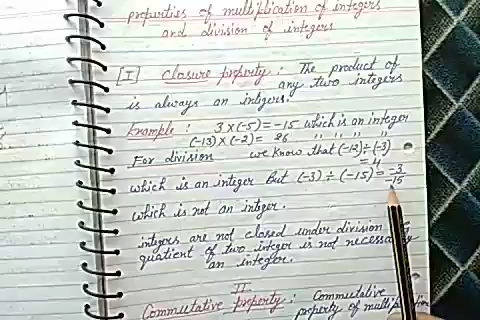 properties of multiplication of integers
and division of integers
[I] Closure property : The product of
any two integers
is always an integers.
Example : 3 × (-5) = -15 which is an integer
(-13) × (-2) = 26 " " " "
For division we know that (-12) ÷ (-3)
= 4
which is an integer But (-3) ÷ (-15) = -3/-15
which is not an integer.
integers are not closed under division
quatient of two integer is not necessarly
an integer.
II
Commutative property : Commutative
property of multiplication